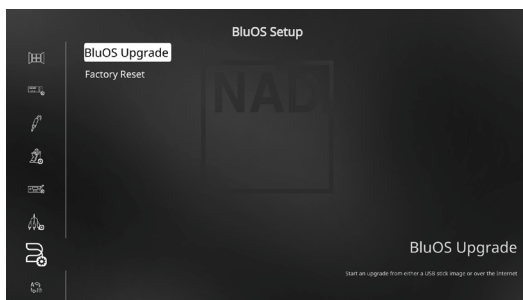 BluOS Setup
BluOS Upgrade
Factory Reset
NAD
BluOS Upgrade
Start an upgrade from either a USB stick image or over the Internet